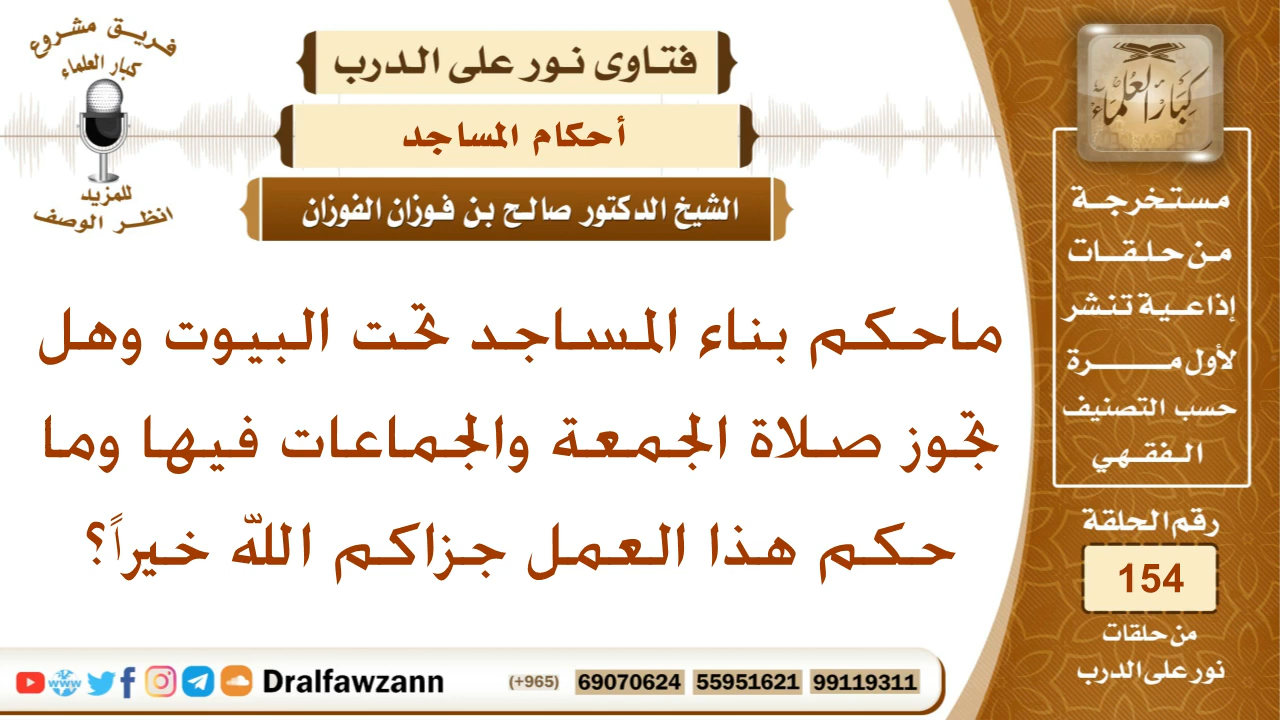 فريق مشروع
كبار العلماء
للمزيد
انظر الوصف
فتاوى نور على الدرب
أحكام المساجد
الشيخ الدكتور صالح بن فوزان الفوزان
كبار العلماء
مستخرجة
من حلقات
إذاعية تنشر
لأول مرة
حسب التصنيف
الفقهي
رقم الحلقة
154
من حلقات
نور على الدرب
ماحكم بناء المساجد تحت البيوت وهل
تجوز صلاة الجمعة والجماعات فيها وما
حكم هذا العمل جزاكم الله خيراً؟
Dralfawzann (+965) 69070624 55951621 99119311